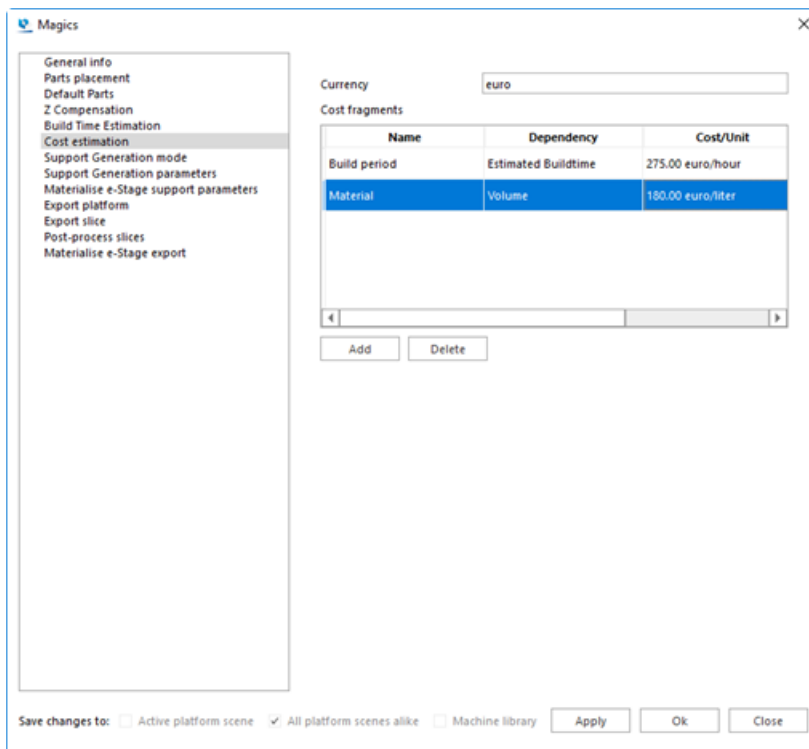 Magics
General info
Parts placement
Default Parts
Z Compensation
Build Time Estimation
Cost estimation
Support Generation mode
Support Generation parameters
Materialise e-Stage support parameters
Export platform
Export slice
Post-process slices
Materialise e-Stage export
Currency euro
Cost fragments
Name Dependency Cost/Unit
Build period Estimated Buildtime 275.00 euro/hour
Material Volume 180.00 euro/liter
Add Delete
Save changes to: Active platform scene All platform scenes alike Machine library Apply Ok Close